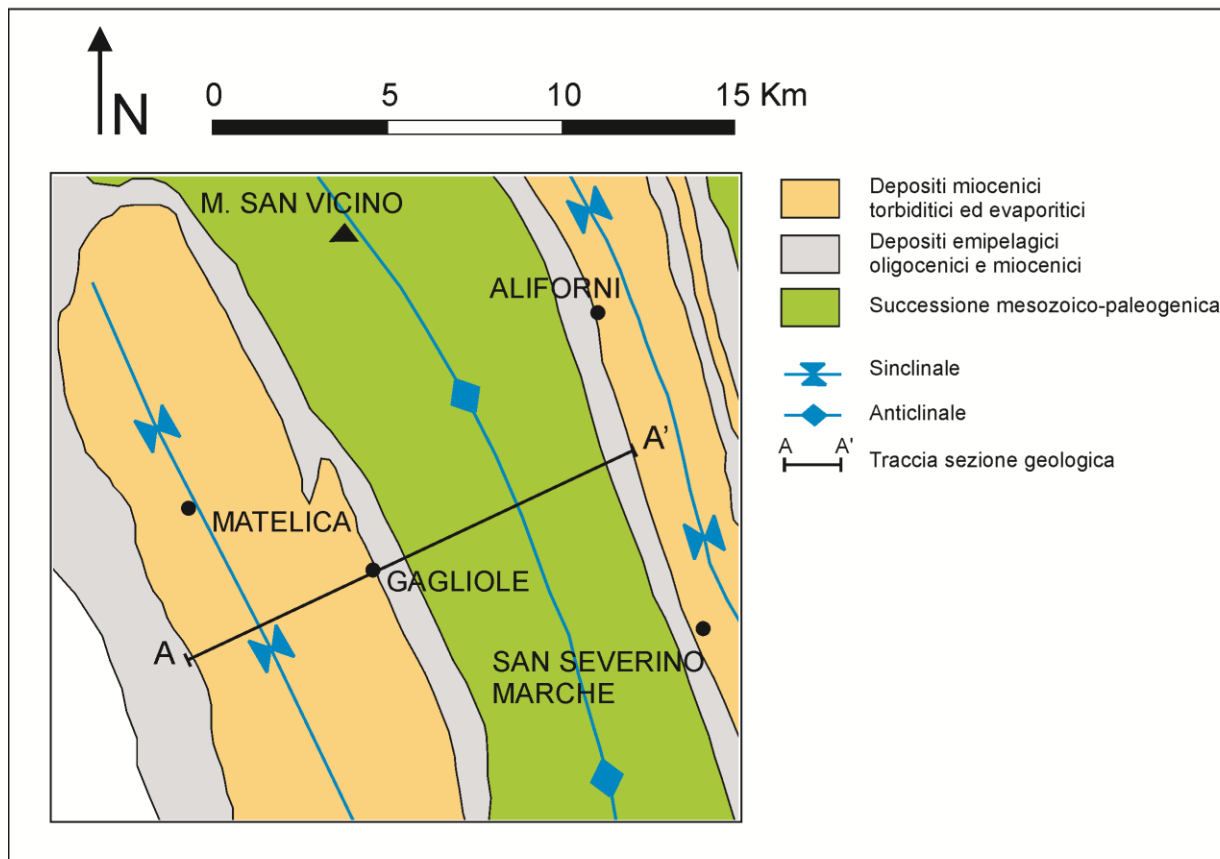 N
0 5 10 15 Km
M. SAN VICINO
ALIFORNI
A'
MATELICA
GAGLIOLE
A
SAN SEVERINO
MARCHE
Depositi miocenici
torbiditici ed evaporitici
Depositi emipelagici
oligocenici e miocenici
Successione mesozoico-paleogenica
Sinclinale
Anticlinale
A A'
Traccia sezione geologica